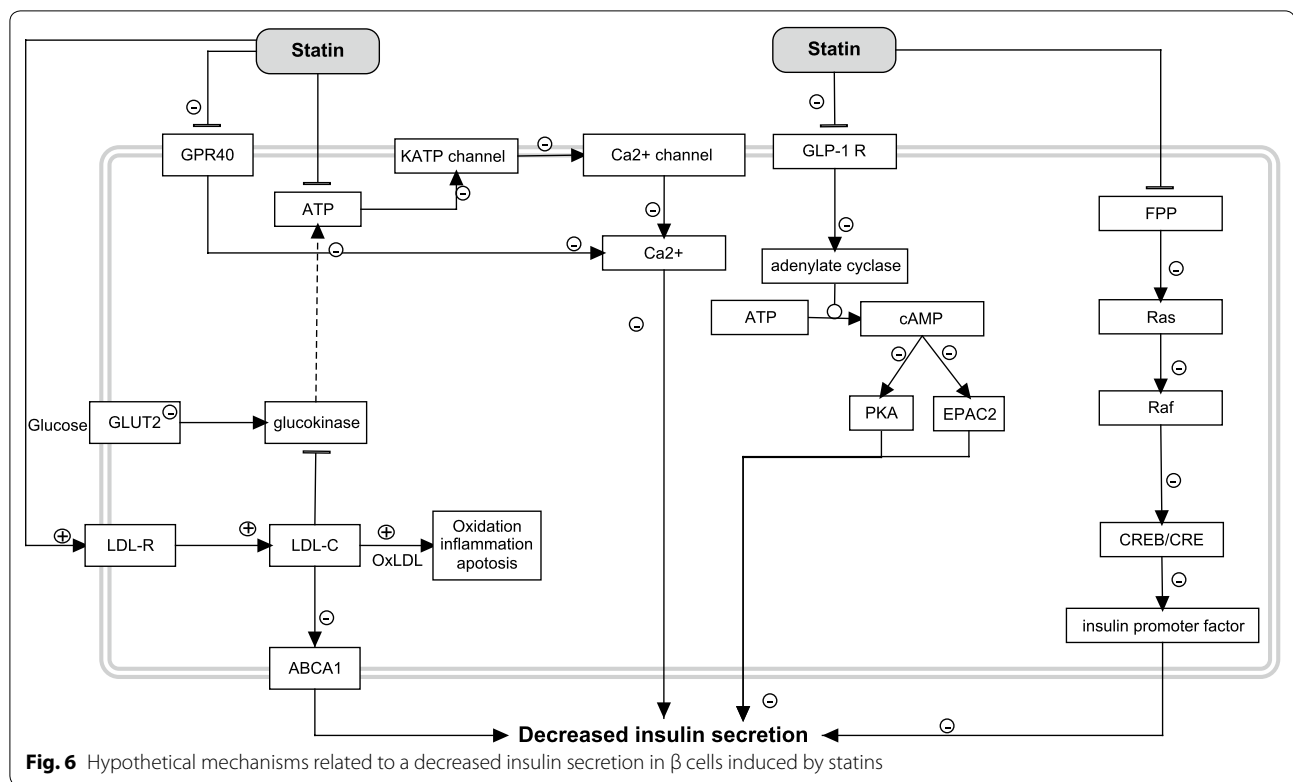 Statin
Statin
GPR40
KATP channel
Ca2+ channel
GLP-1 R
ATP
FPP
Ca2+
adenylate cyclase
ATP
cAMP
Ras
Glucose
GLUT2
glucokinase
PKA
EPAC2
Raf
LDL-R
LDL-C
OxLDL
Oxidation
inflammation
apotosis
CREB/CRE
insulin promoter factor
ABCA1
Decreased insulin secretion
Fig. 6 Hypothetical mechanisms related to a decreased insulin secretion in β cells induced by statins